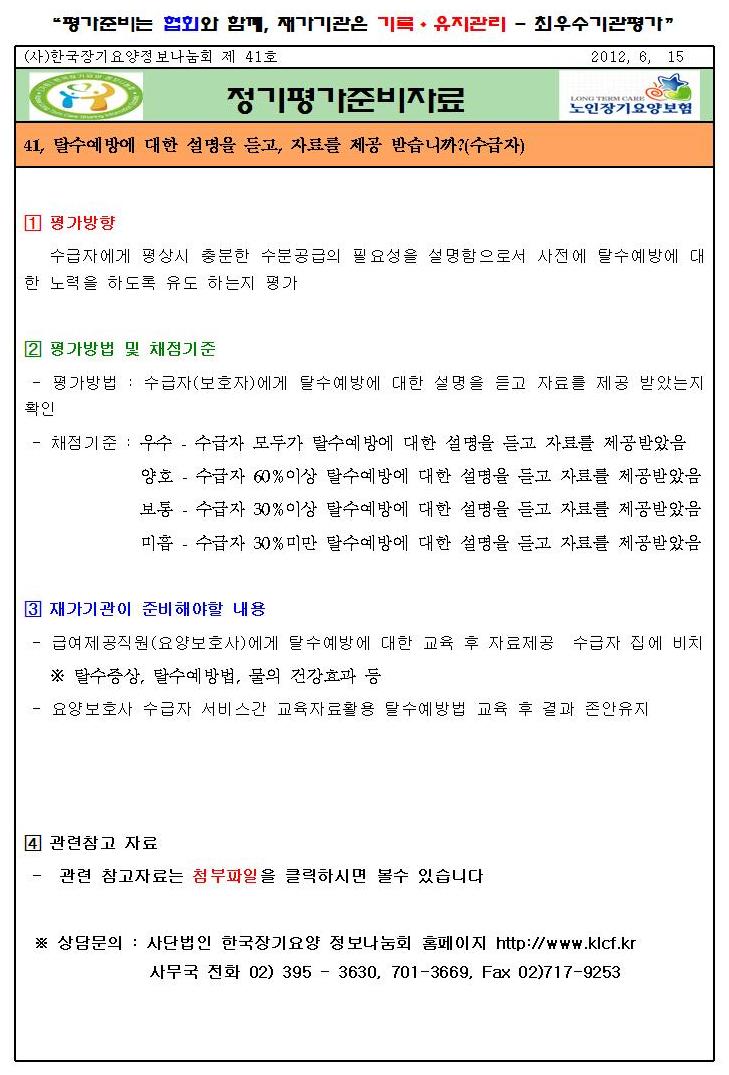 “평가준비는 협회와 함께, 재가기관은 기록·유지관리 - 최우수기관평가”
(사)한국장기요양정보나눔회 제 41호 2012, 6, 15
정기평가준비자료
LONG TERM CARE
노인장기요양보험
41, 탈수예방에 대한 설명을 듣고, 자료를 제공 받습니까?(수급자)
1 평가방향
수급자에게 평상시 충분한 수분공급의 필요성을 설명함으로서 사전에 탈수예방에 대
한 노력을 하도록 유도 하는지 평가
2 평가방법 및 채점기준
- 평가방법 : 수급자(보호자)에게 탈수예방에 대한 설명을 듣고 자료를 제공 받았는지
확인
- 채점기준 : 우수 - 수급자 모두가 탈수예방에 대한 설명을 듣고 자료를 제공받았음
양호 - 수급자 60%이상 탈수예방에 대한 설명을 듣고 자료를 제공받았음
보통 - 수급자 30%이상 탈수예방에 대한 설명을 듣고 자료를 제공받았음
미흡 - 수급자 30%미만 탈수예방에 대한 설명을 듣고 자료를 제공받았음
3 재가기관이 준비해야할 내용
- 급여제공직원(요양보호사)에게 탈수예방에 대한 교육 후 자료제공 수급자 집에 비치
※ 탈수증상, 탈수예방법, 물의 건강효과 등
- 요양보호사 수급자 서비스간 교육자료활용 탈수예방법 교육 후 결과 존안유지
4 관련참고 자료
- 관련 참고자료는 첨부파일을 클릭하시면 볼수 있습니다
※ 상담문의 : 사단법인 한국장기요양 정보나눔회 홈페이지 http://www.klcf.kr
사무국 전화 02) 395 - 3630, 701-3669, Fax 02)717-9253